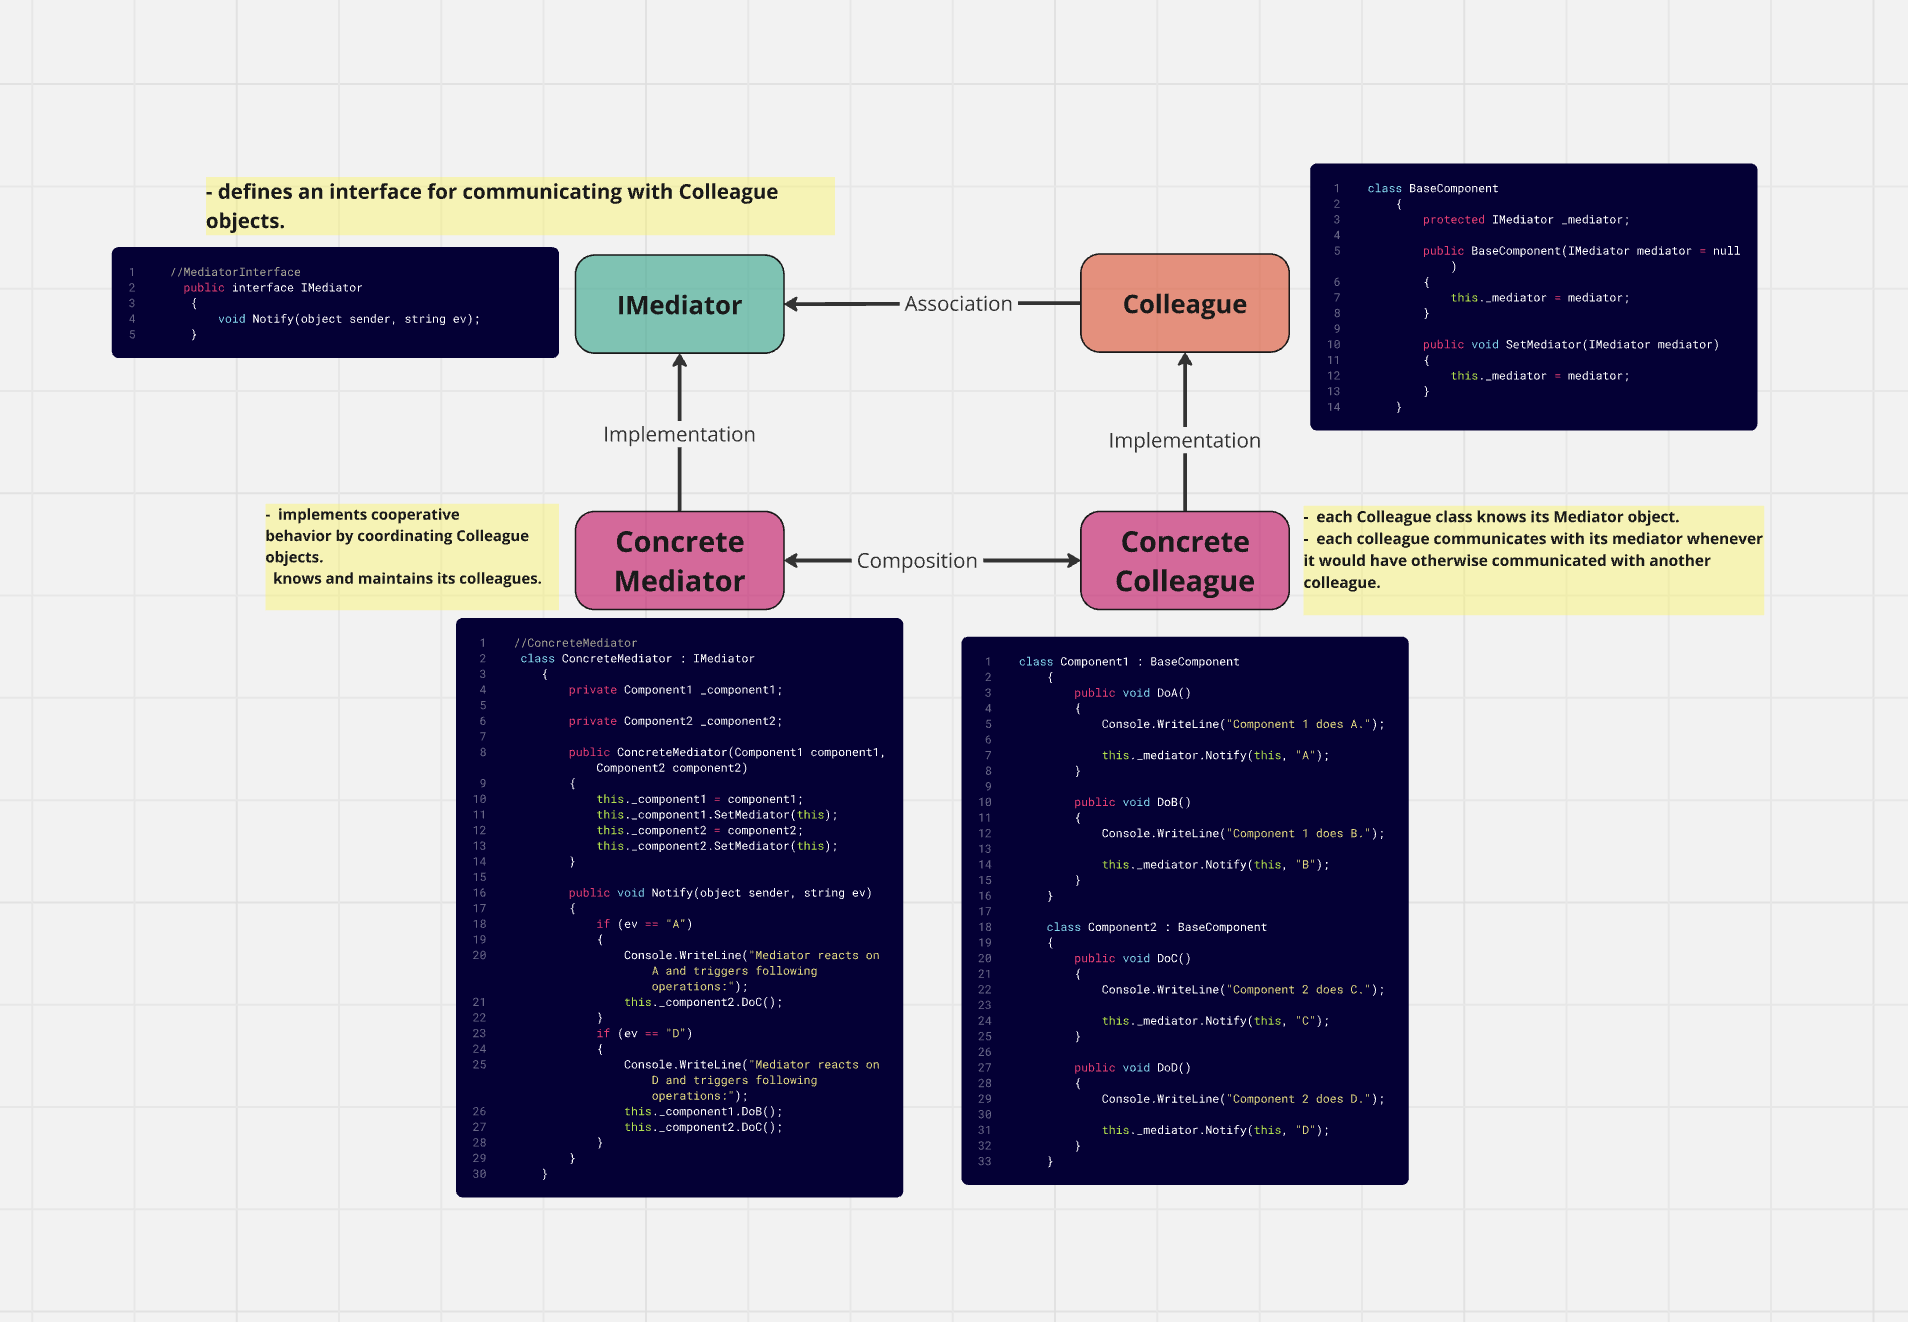 - defines an interface for communicating with Colleague
objects.
1 //MediatorInterface
2 public interface IMediator
3 {
4 void Notify(object sender, string ev);
5 }
IMediator
Association
Colleague
1 class BaseComponent
2 {
3 protected IMediator _mediator;
4
5 public BaseComponent(IMediator mediator = null
)
6 {
7 this._mediator = mediator;
8 }
9
10 public void SetMediator(IMediator mediator)
11 {
12 this._mediator = mediator;
13 }
14 }
Implementation
Implementation
- implements cooperative
behavior by coordinating Colleague
objects.
knows and maintains its colleagues.
Concrete
Mediator
Composition
Concrete
Colleague
- each Colleague class knows its Mediator object.
- each colleague communicates with its mediator whenever
it would have otherwise communicated with another
colleague.
1 //ConcreteMediator
2 class ConcreteMediator : IMediator
3 {
4 private Component1 _component1;
5
6 private Component2 _component2;
7
8 public ConcreteMediator(Component1 component1,
Component2 component2)
9 {
10 this._component1 = component1;
11 this._component1.SetMediator(this);
12 this._component2 = component2;
13 this._component2.SetMediator(this);
14 }
15
16 public void Notify(object sender, string ev)
17 {
18 if (ev == "A")
19 {
20 Console.WriteLine("Mediator reacts on
A and triggers following
operations:");
21 this._component2.DoC();
22 }
23 if (ev == "D")
24 {
25 Console.WriteLine("Mediator reacts on
D and triggers following
operations:");
26 this._component1.DoB();
27 this._component2.DoC();
28 }
29 }
30 }
1 class Component1 : BaseComponent
2 {
3 public void DoA()
4 {
5 Console.WriteLine("Component 1 does A.");
6
7 this._mediator.Notify(this, "A");
8 }
9
10 public void DoB()
11 {
12 Console.WriteLine("Component 1 does B.");
13
14 this._mediator.Notify(this, "B");
15 }
16 }
17
18 class Component2 : BaseComponent
19 {
20 public void DoC()
21 {
22 Console.WriteLine("Component 2 does C.");
23
24 this._mediator.Notify(this, "C");
25 }
26
27 public void DoD()
28 {
29 Console.WriteLine("Component 2 does D.");
30
31 this._mediator.Notify(this, "D");
32 }
33 }